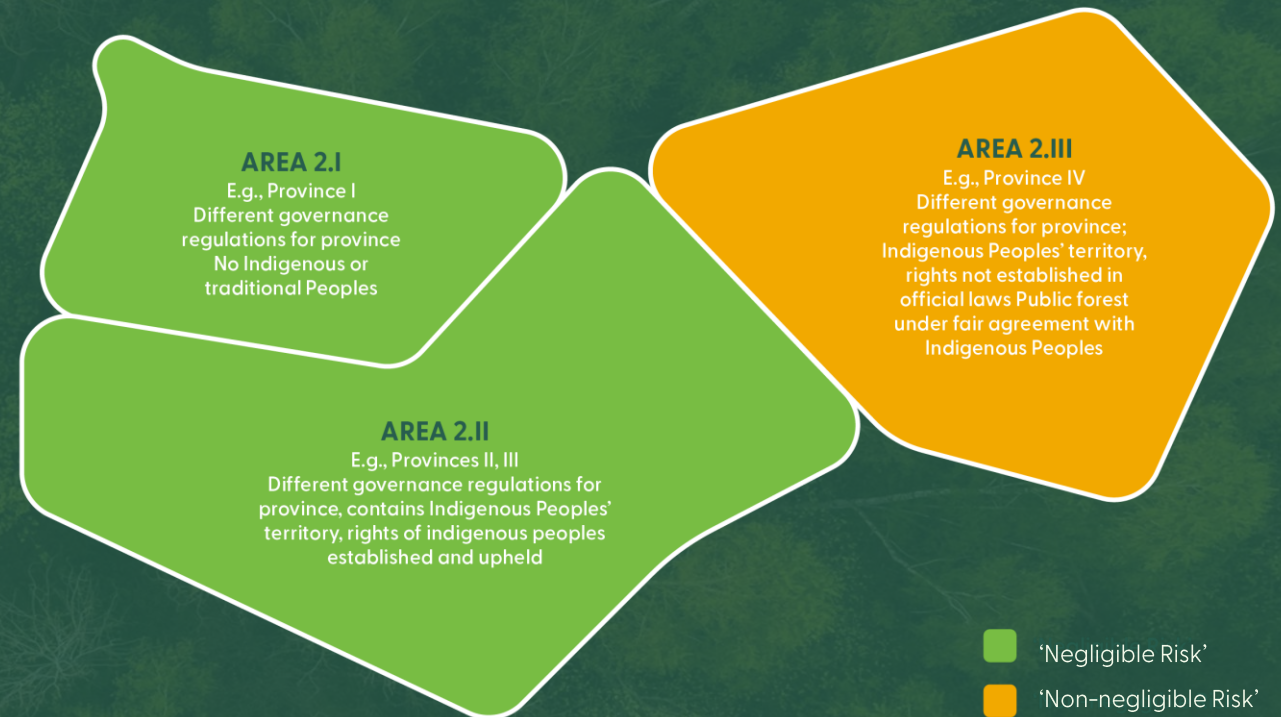 AREA 2.I
E.g., Province I
Different governance
regulations for province
No Indigenous or
traditional Peoples
AREA 2.III
E.g., Province IV
Different governance
regulations for province;
Indigenous Peoples’ territory,
rights not established in
official laws Public forest
under fair agreement with
Indigenous Peoples
AREA 2.II
E.g., Provinces II, III
Different governance regulations for
province, contains Indigenous Peoples’
territory, rights of indigenous peoples
established and upheld
‘Negligible Risk’
‘Non-negligible Risk’